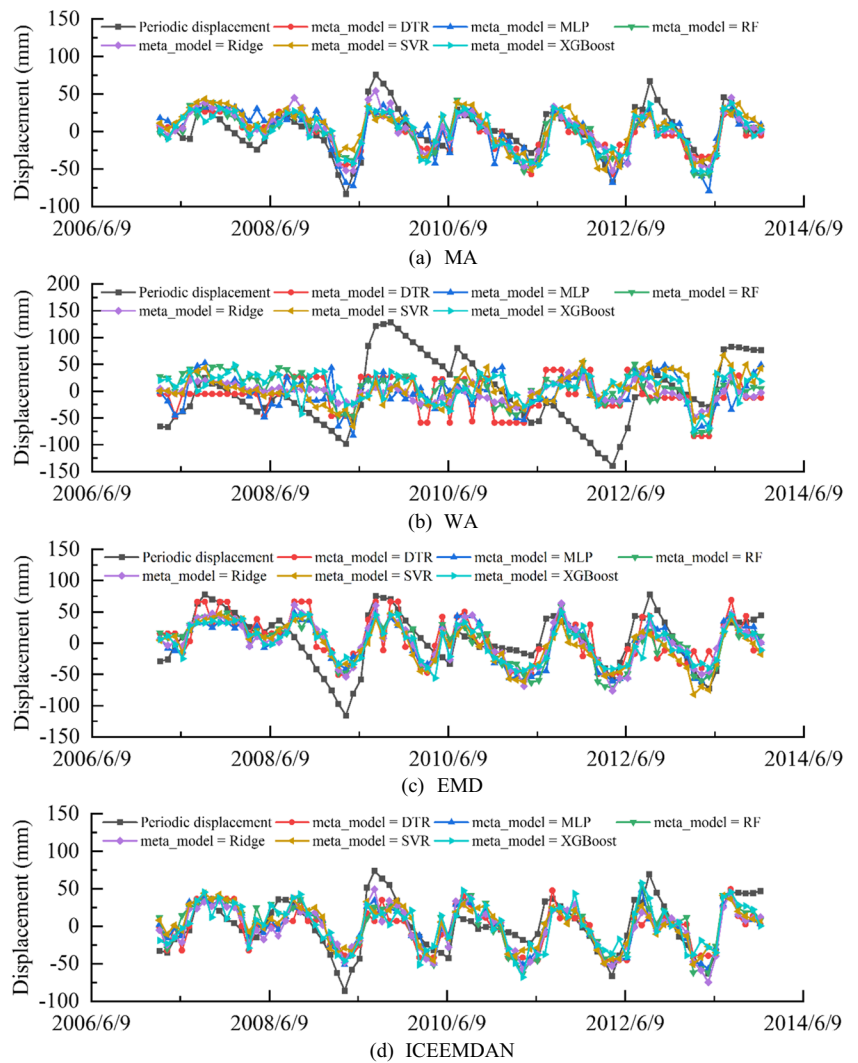 Displacement (mm)
150
100
50
0
-50
-100
Periodic displacement meta_model = DTR meta_model = MLP meta_model = RF
meta_model = Ridge meta_model = SVR meta_model = XGBoost
2006/6/9 2008/6/9 2010/6/9 2012/6/9 2014/6/9
(a) MA
Displacement (mm)
200
150
100
50
0
-50
-100
-150
Periodic displacement meta_model = DTR meta_model = MLP meta_model = RF
meta_model = Ridge meta_model = SVR meta_model = XGBoost
2006/6/9 2008/6/9 2010/6/9 2012/6/9 2014/6/9
(b) WA
Displacement (mm)
150
100
50
0
-50
-100
-150
Periodic displacement meta_model = DTR meta_model = MLP meta_model = RF
meta_model = Ridge meta_model = SVR meta_model = XGBoost
2006/6/9 2008/6/9 2010/6/9 2012/6/9 2014/6/9
(c) EMD
Displacement (mm)
150
100
50
0
-50
-100
Periodic displacement meta_model = DTR meta_model = MLP meta_model = RF
meta_model = Ridge meta_model = SVR meta_model = XGBoost
2006/6/9 2008/6/9 2010/6/9 2012/6/9 2014/6/9
(d) ICEEMDAN